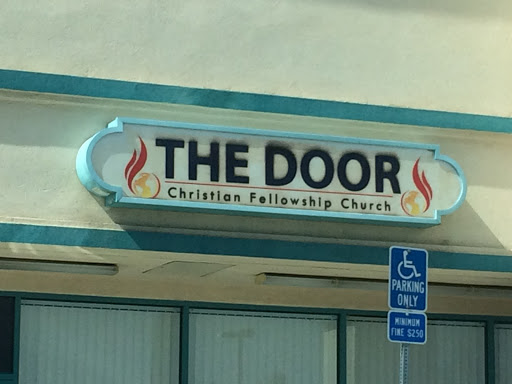 THE DOOR
Christian Fellowship Church
PARKING
ONLY
MINIMUM
FINE $250